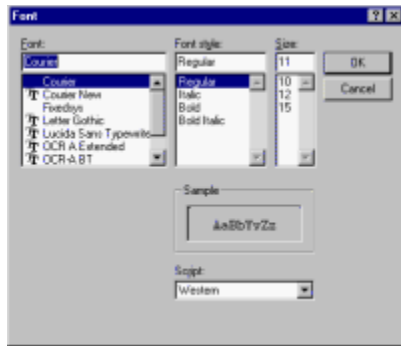 Font
Font:
Courier
Courier
Courier New
Fixedsys
Letter Gothic
Lucida Sans Typewrite
OCR A Extended
OCR-A BT
Font style:
Regular
Regular
Italic
Bold
Bold Italic
Size:
11
10
12
15
OK
Cancel
Sample
AaBbYyZz
Script:
Western